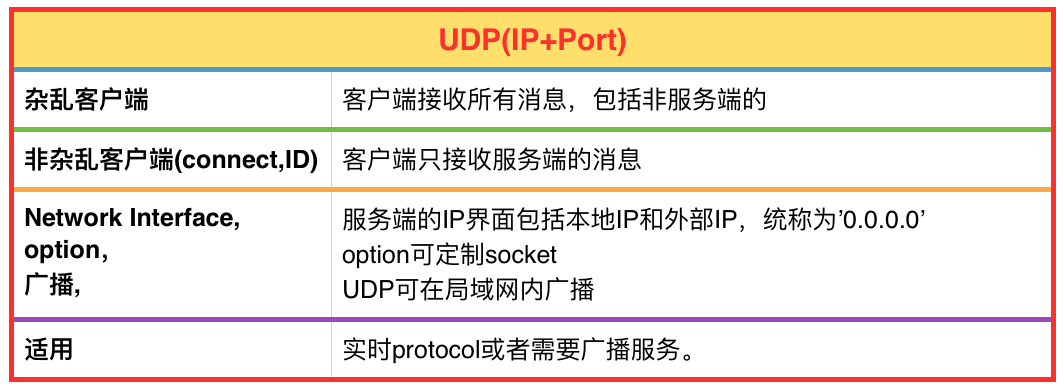 UDP(IP+Port)
杂乱客户端
客户端接收所有消息，包括非服务端的
非杂乱客户端(connect,ID)
客户端只接收服务端的消息
Network Interface,
option，
广播,
服务端的IP界面包括本地IP和外部IP，统称为’0.0.0.0’
option可定制socket
UDP可在局域网内广播
适用
实时protocol或者需要广播服务。